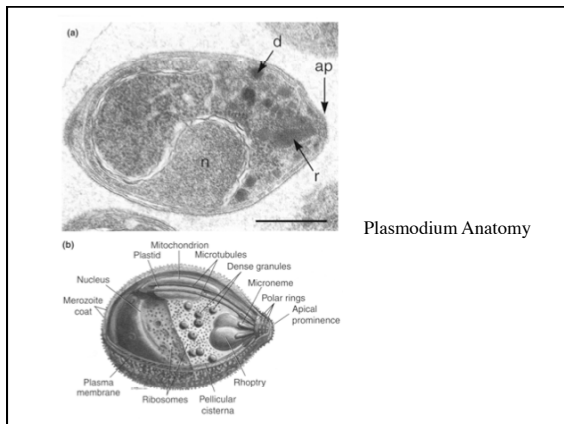 (a)
d
ap
n
r
Plasmodium Anatomy
(b)
Mitochondrion
Plastid
Microtubules
Dense granules
Nucleus
Microneme
Merozoite
coat
Polar rings
Apical
prominence
Plasma
membrane
Ribosomes
Pellicular
cisterna
Rhoptry